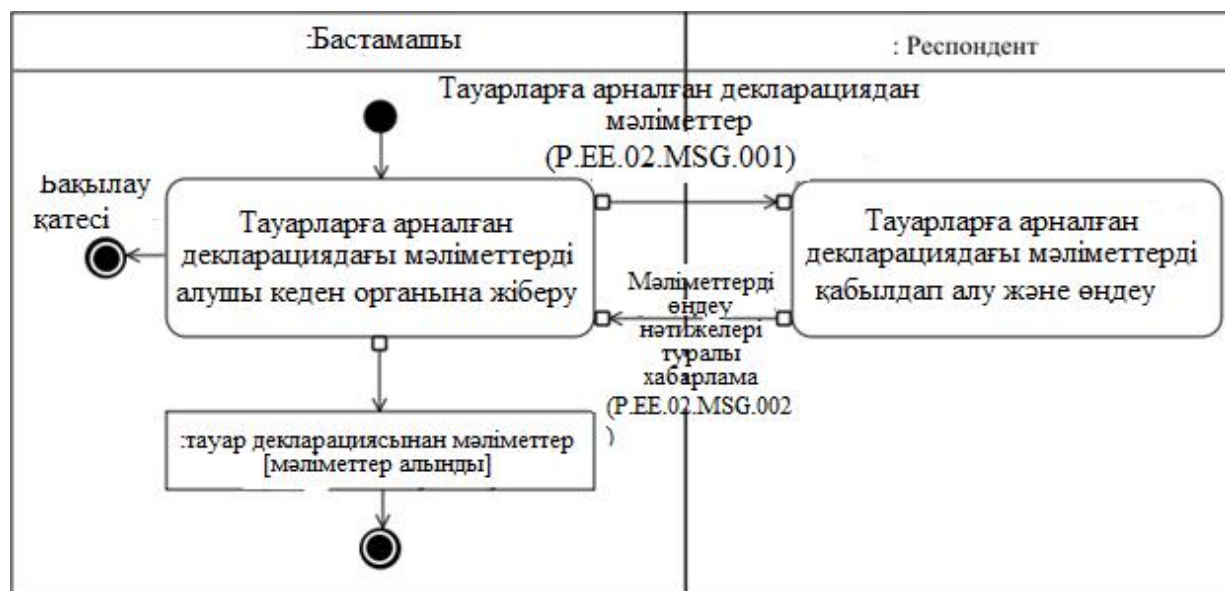 :Бастамашы
: Респондент
Тауарларға арналған декларациядан
мәліметтер
(P.EE.02.MSG.001)
Бақылау
қатесі
Тауарларға арналған
декларациядағы мәліметтерді
алушы кеден органына жіберу
Тауарларға арналған
декларациядағы мәліметтерді
қабылдап алу және өңдеу
Мәліметтерді
өңдеу
нәтижелері
туралы
хабарлама
(P.EE.02.MSG.002
)
:тауар декларациясынан мәліметтер
[мәліметтер алынды]